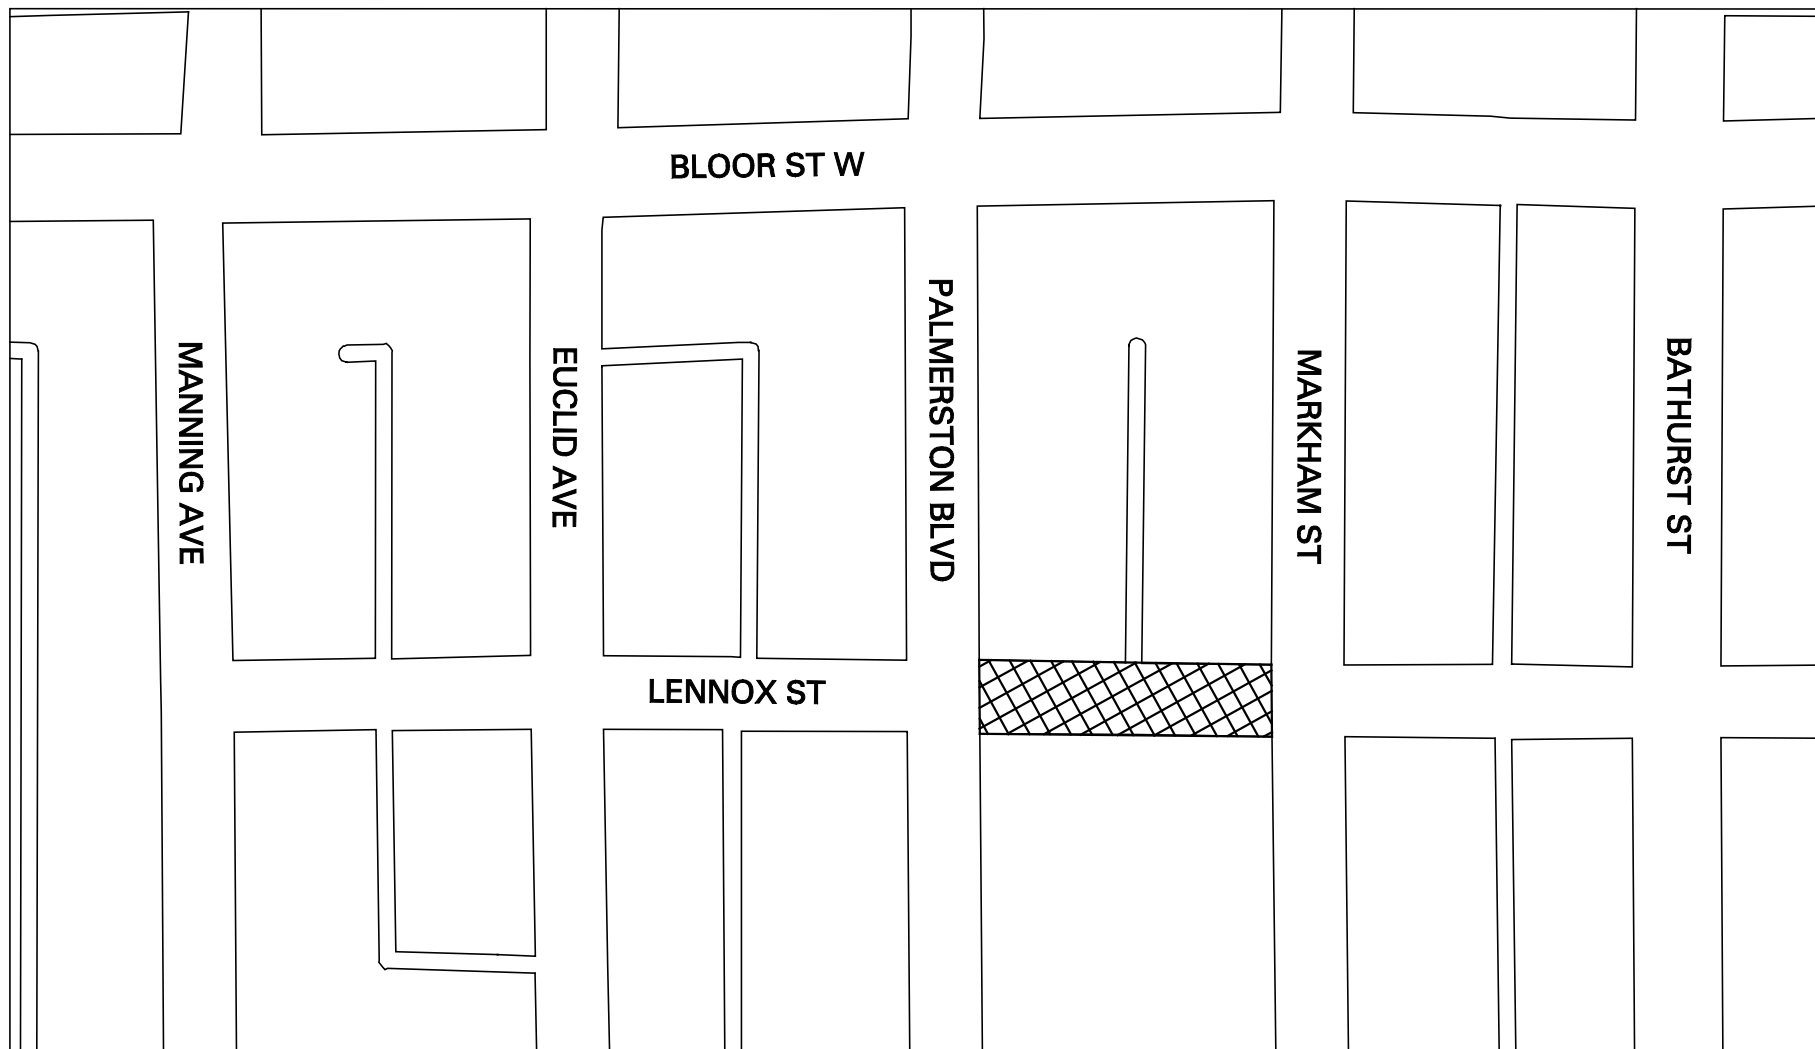 BLOOR ST W
MANNING AVE
EUCLID AVE
PALMERSTON BLVD
MARKHAM ST
BATHURST ST
LENNOX ST